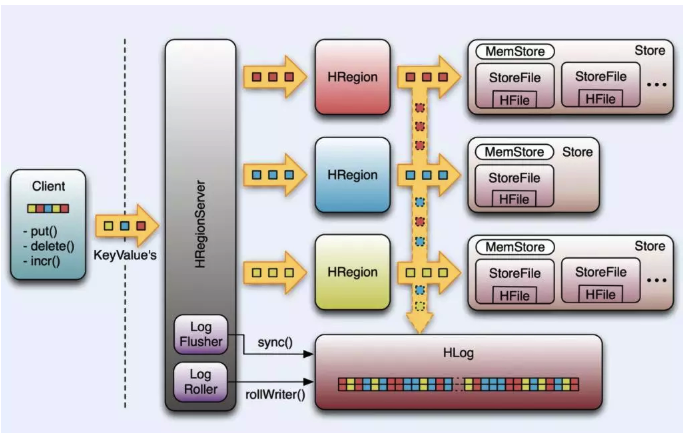 Client
- put()
- delete()
- incr()
KeyValue's
HRegionServer
Log
Flusher
Log
Roller
sync()
rollWriter()
HRegion
MemStore
Store
StoreFile
HFile
StoreFile
HFile
...
HRegion
MemStore
Store
StoreFile
HFile
HRegion
MemStore
Store
StoreFile
HFile
StoreFile
HFile
...
HLog